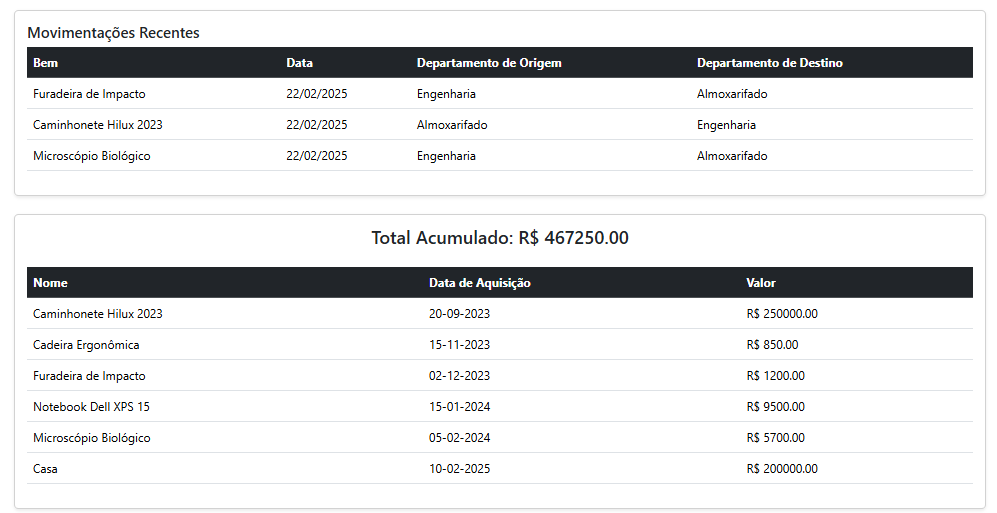 Movimentações Recentes
Bem Data Departamento de Origem Departamento de Destino
Furadeira de Impacto 22/02/2025 Engenharia Almoxarifado
Caminhonete Hilux 2023 22/02/2025 Almoxarifado Engenharia
Microscópio Biológico 22/02/2025 Engenharia Almoxarifado
Total Acumulado: R$ 467250.00
Nome Data de Aquisição Valor
Caminhonete Hilux 2023 20-09-2023 R$ 250000.00
Cadeira Ergonômica 15-11-2023 R$ 850.00
Furadeira de Impacto 02-12-2023 R$ 1200.00
Notebook Dell XPS 15 15-01-2024 R$ 9500.00
Microscópio Biológico 05-02-2024 R$ 5700.00
Casa 10-02-2025 R$ 200000.00